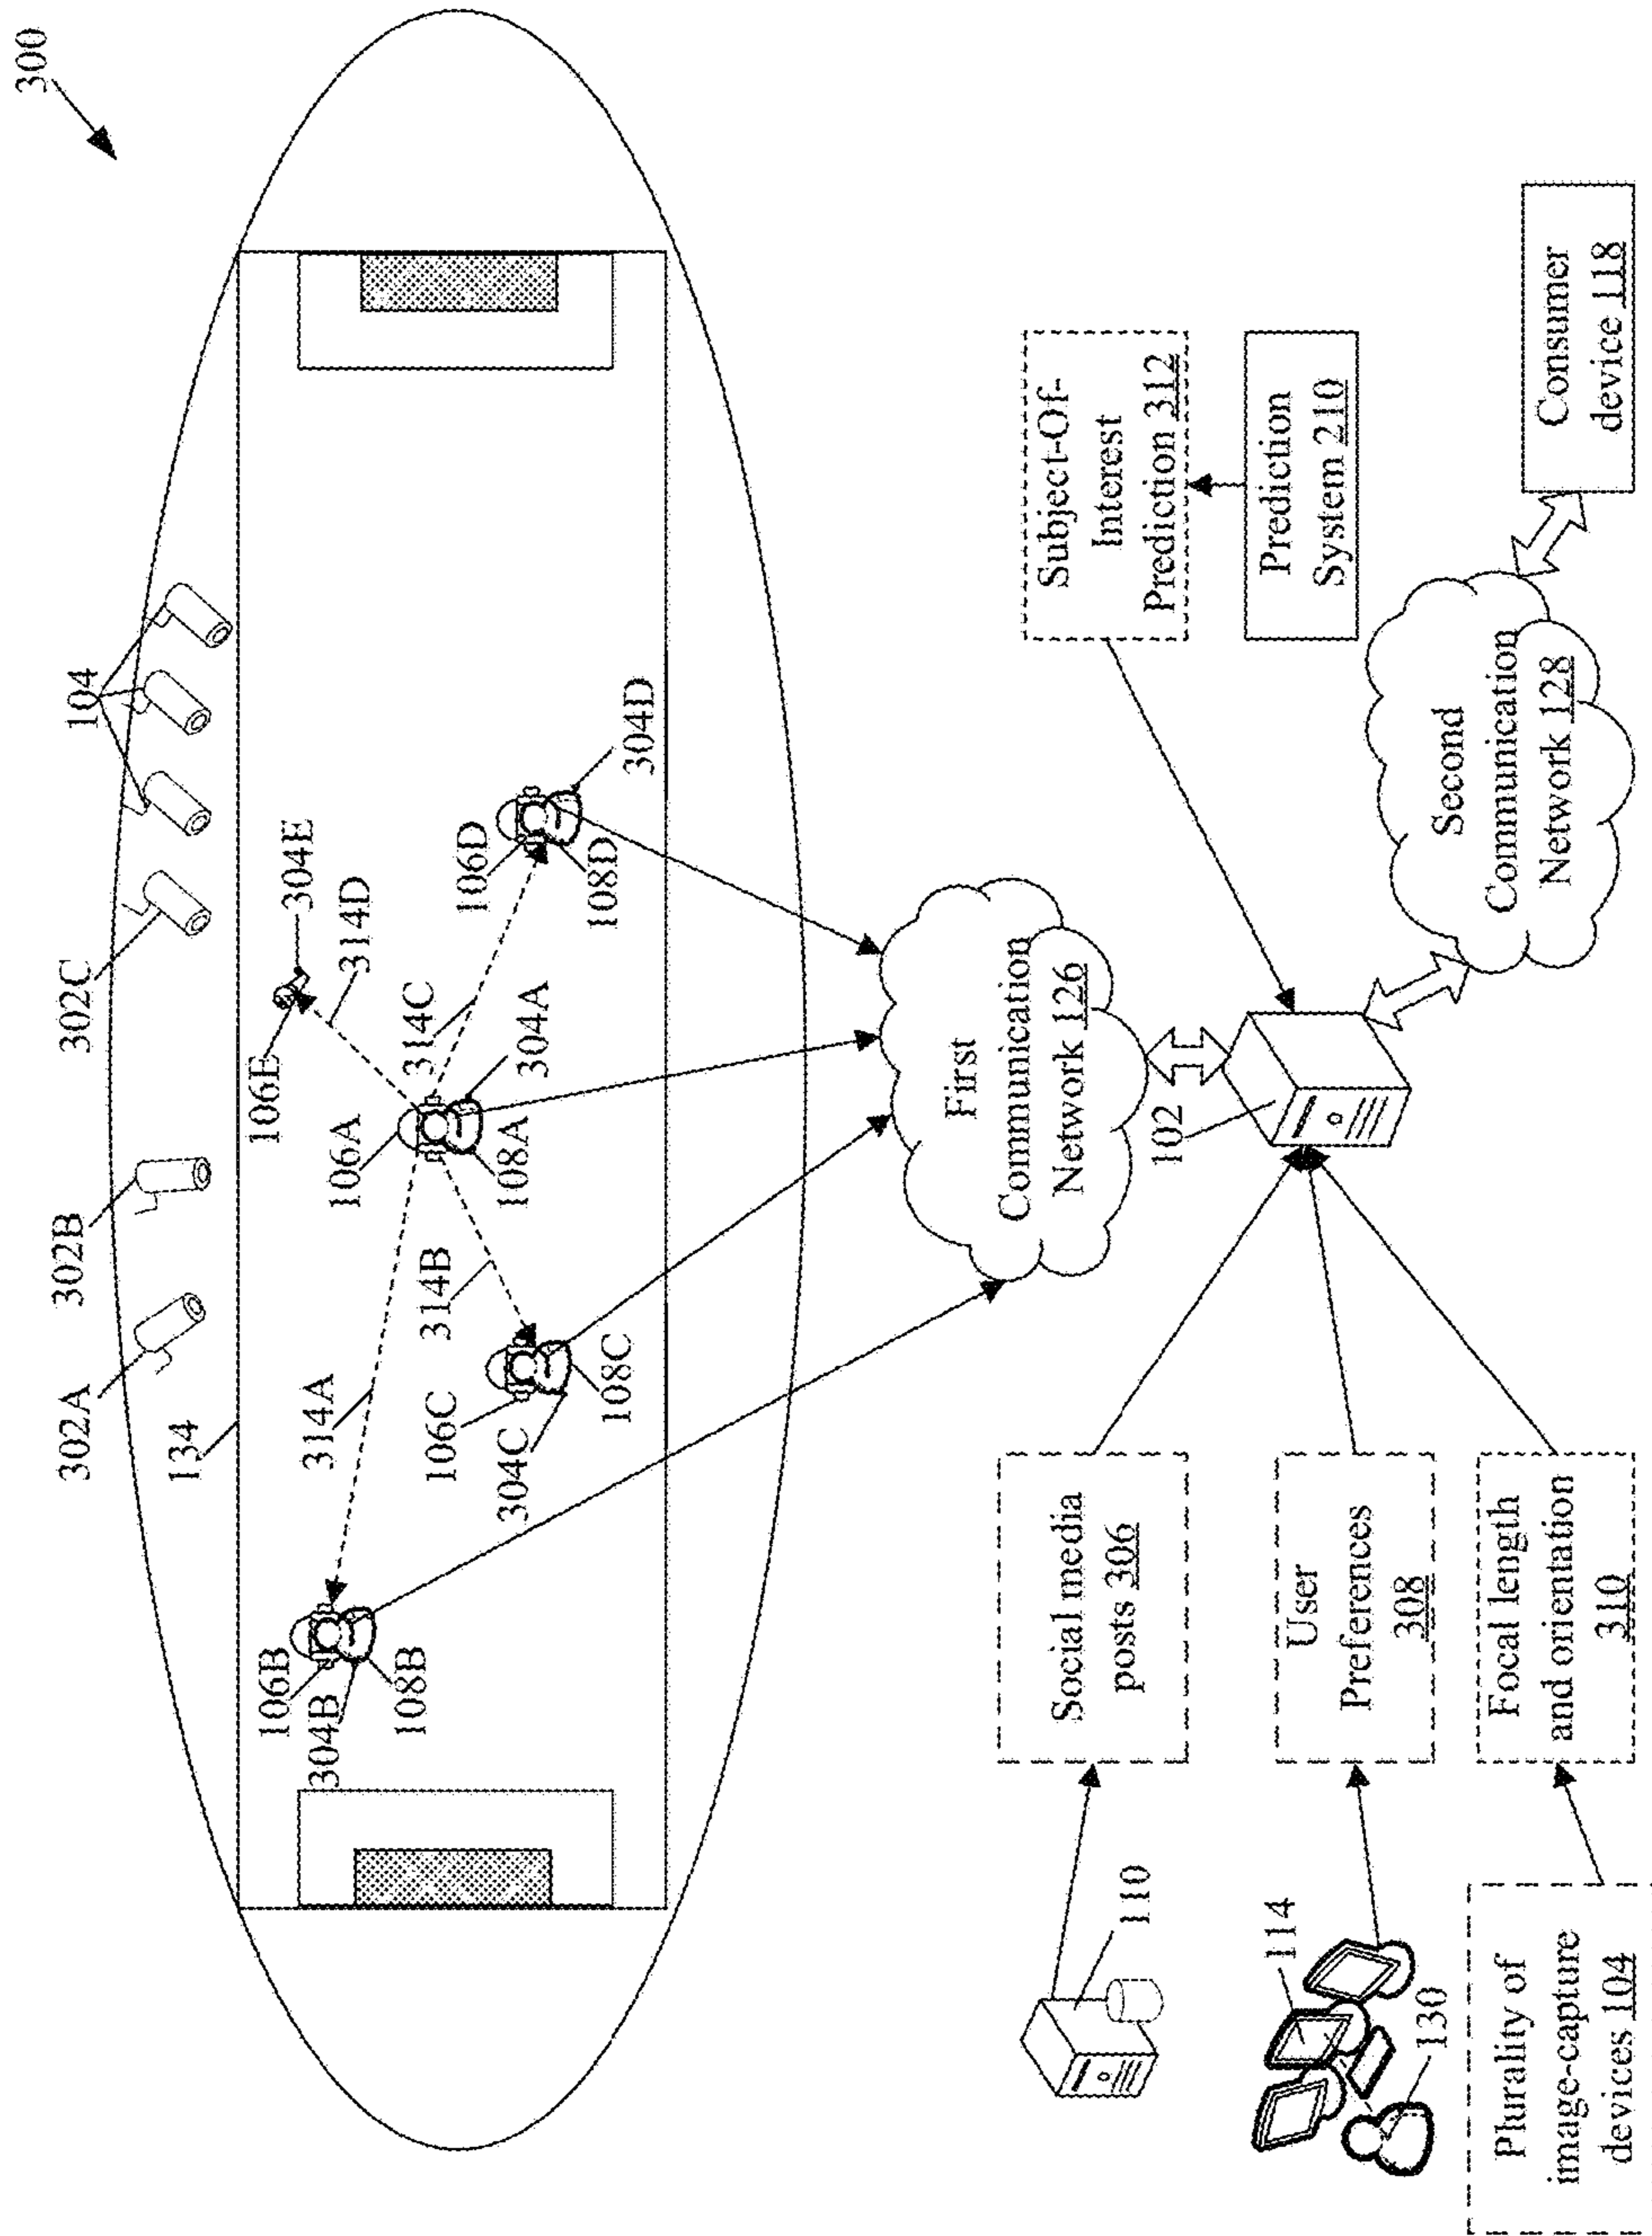 300
104
302C
302B
302A
134
304E
314D
106E
106D
304D
108D
314C
304A
106A
108A
314B
314A
106C
304C
108C
106B
304B
108B
First
Communication
Network 126
102
Subject-Of-
Interest
Prediction 312
Prediction
System 210
Second
Communication
Network 128
Consumer
device 118
Social media
posts 306
User
Preferences
308
Focal length
and orientation
310
110
114
130
Plurality of
image-capture
devices 104